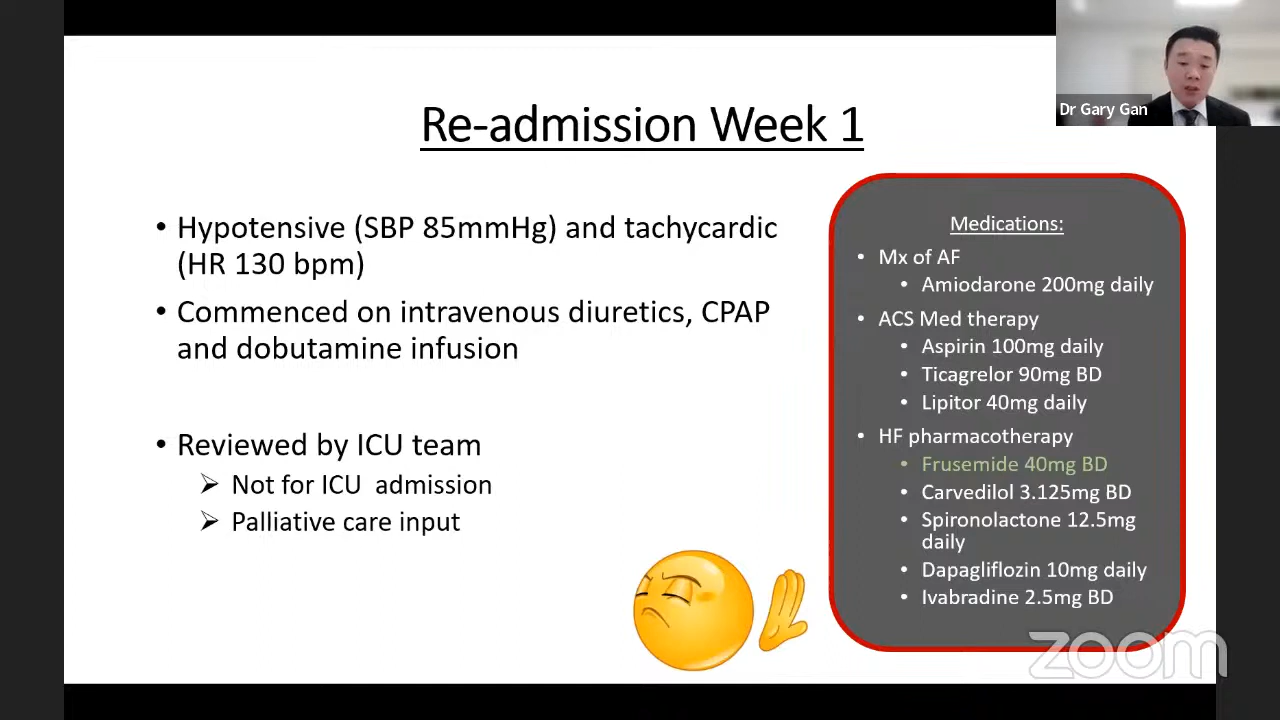 Dr Gary Gan
Re-admission Week 1
• Hypotensive (SBP 85mmHg) and tachycardic
(HR 130 bpm)
• Commenced on intravenous diuretics, CPAP
and dobutamine infusion
• Reviewed by ICU team
➢ Not for ICU admission
➢ Palliative care input
Medications:
• Mx of AF
• Amiodarone 200mg daily
• ACS Med therapy
• Aspirin 100mg daily
• Ticagrelor 90mg BD
• Lipitor 40mg daily
• HF pharmacotherapy
• Frusemide 40mg BD
• Carvedilol 3.125mg BD
• Spironolactone 12.5mg
daily
• Dapagliflozin 10mg daily
• Ivabradine 2.5mg BD
zoom